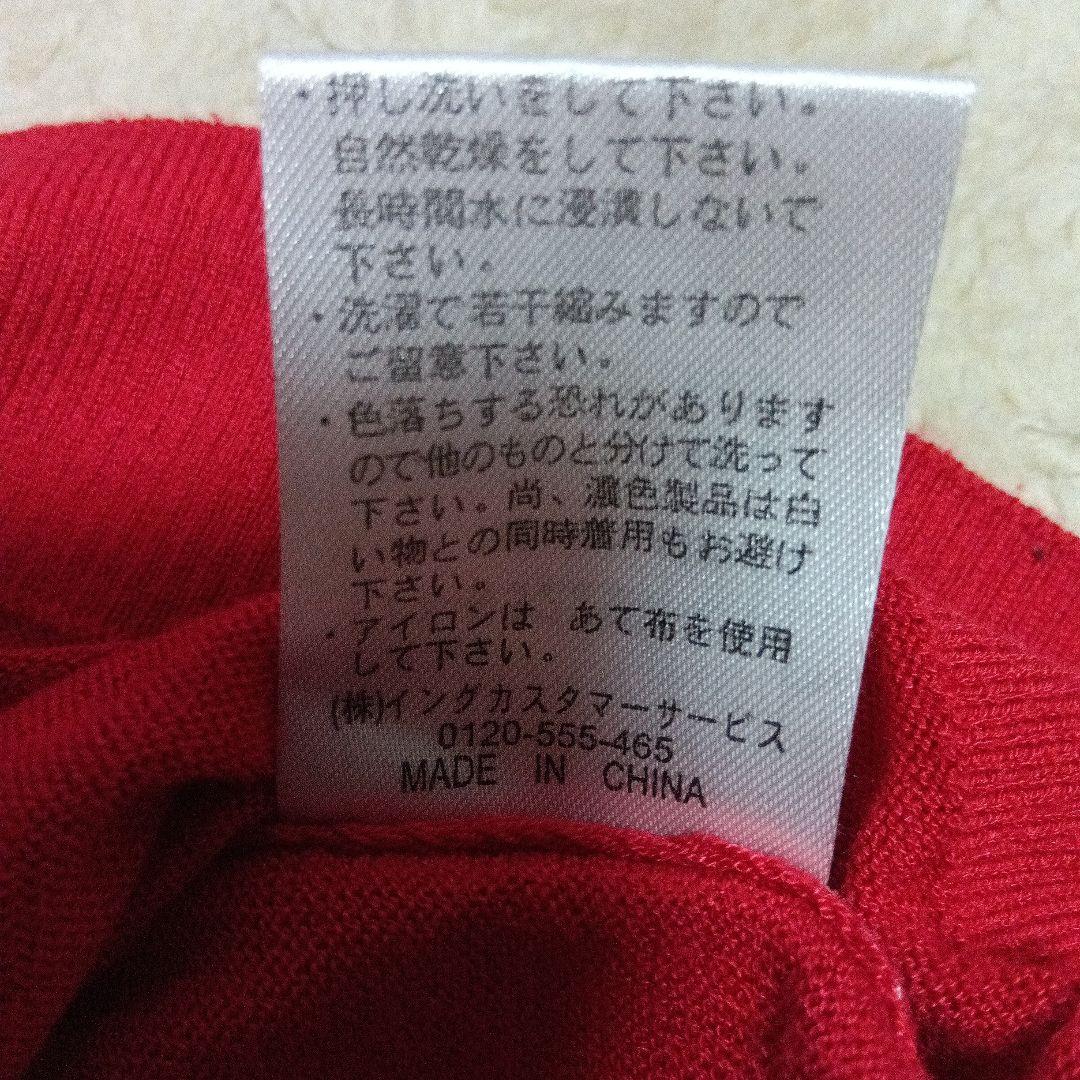 ・押し洗いをして下さい。
自然乾燥をして下さい。
長時間水に浸漬しないで
下さい。
・洗濯で若干縮みますので
ご留意下さい。
・色落ちする恐れがあります
ので他のものと分けて洗って
下さい。尚、濃色製品は白
い物との同時着用もお避け
下さい。
・アイロンは あて布を使用
して下さい。
(株)イングカスタマーサービス
0120-555-465
MADE IN CHINA